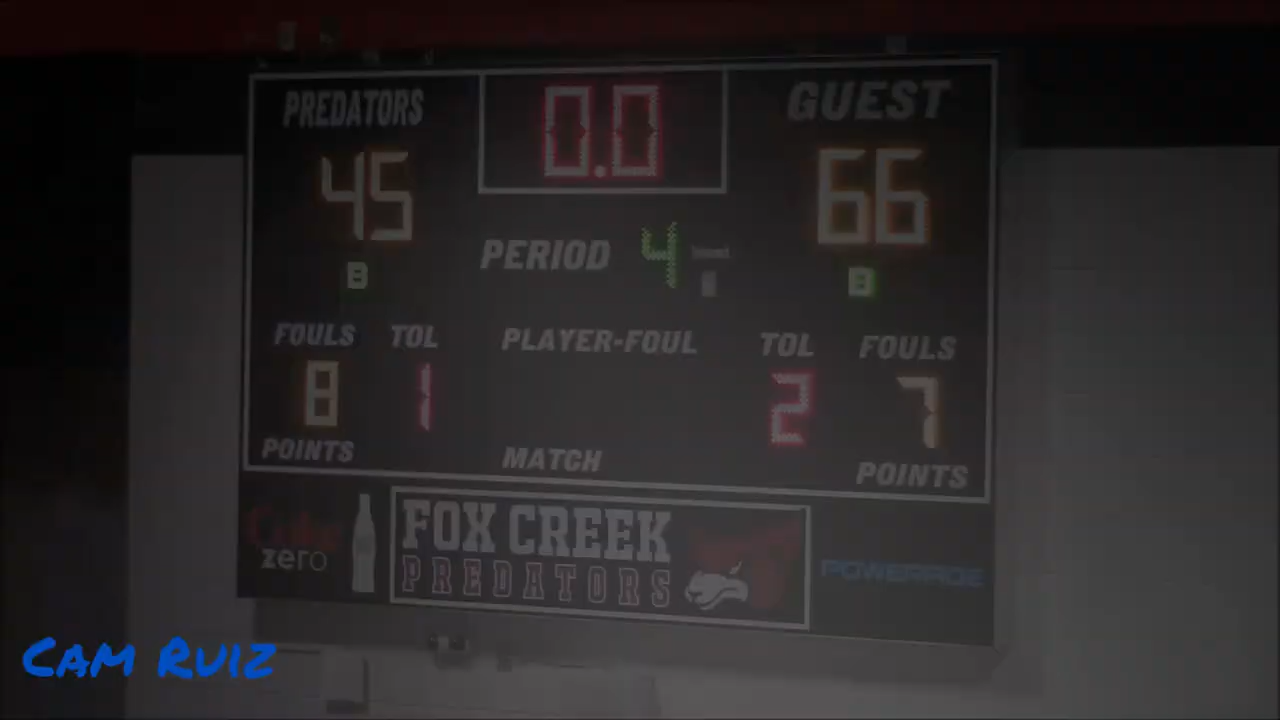 PREDATORS 0.0 GUEST
45 66
PERIOD 4
B B
FOULS TOL PLAYER-FOUL TOL FOULS
8 1 2 7
POINTS MATCH POINTS
Coke zero
FOX CREEK
PREDATORS
POWERADE
CAM RUIZ